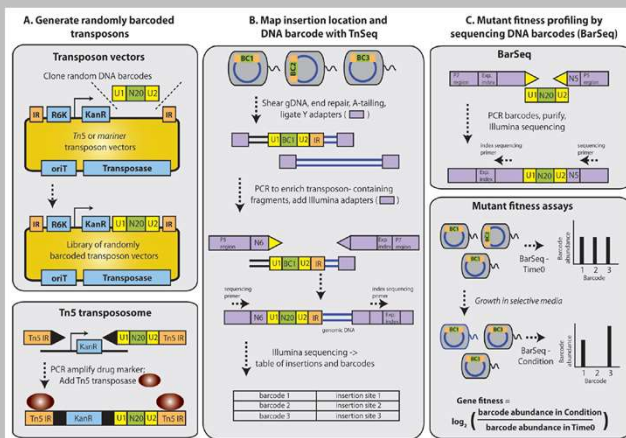 A. Generate randomly barcoded
transposons
Transposon vectors
Clone random DNA barcodes
U1 N20 U2
IR R6K KanR IR
Tn5 or mariner
transposon vectors
oriT Transposase
IR R6K KanR U1 N20 U2 IR
Library of randomly
barcoded transposon vectors
oriT Transposase
Tn5 transpososome
Tn5 IR KanR U1 N20 U2 Tn5 IR
PCR amplify drug marker;
Add Tn5 transposase
Tn5 IR KanR U1 N20 U2 Tn5 IR
B. Map insertion location and
DNA barcode with TnSeq
BC1 BC2 BC3
Shear gDNA, end repair, A-tailing,
ligate Y adapters ( )
U1 BC1 U2 IR
PCR to enrich transposon- containing
fragments, add Illumina adapters ( )
P5 region N6 Exp. index P7 region
U1 BC1 U2 IR
sequencing primer index sequencing primer
N6 U1 N20 U2 IR Exp. index
genomic DNA
Illumina sequencing ->
table of insertions and barcodes
barcode 1 insertion site 1
barcode 2 insertion site 2
barcode 3 insertion site 3
C. Mutant fitness profiling by
sequencing DNA barcodes (BarSeq)
BarSeq
P7 region Exp. index N5 P5 region
U1 N20 U2
PCR barcodes, purify,
Illumina sequencing
index sequencing primer sequencing primer
Exp. index U1 N20 U2 N5
Mutant fitness assays
BC1 BC2 BC3
BarSeq -
Time0
Barcode abundance
1 2 3
Barcode
Growth in selective media
BC1 BC3 BC3
BarSeq -
Condition
Barcode abundance
1 2 3
Barcode
Gene fitness =
log2 ( barcode abundance in Condition
barcode abundance in Time0 )